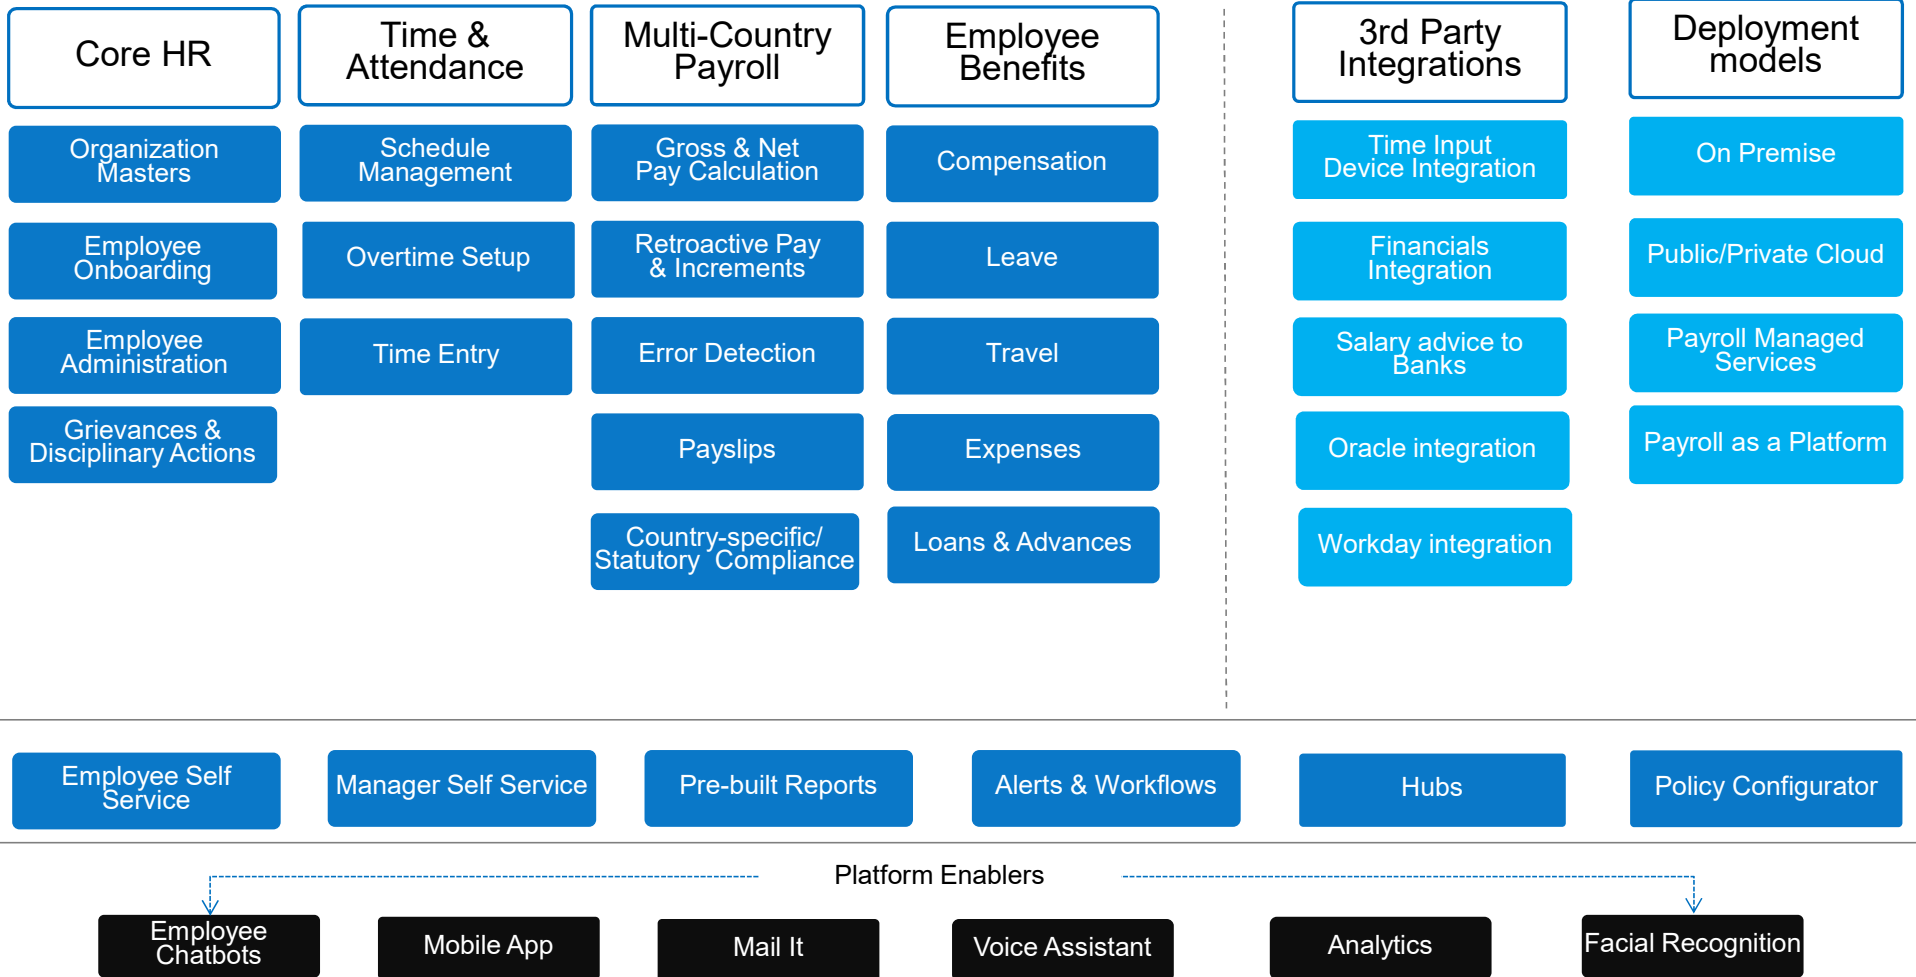 Core HR
Organization
Masters
Employee
Onboarding
Employee
Administration
Grievances &
Disciplinary Actions
Time &
Attendance
Schedule
Management
Overtime Setup
Time Entry
Multi-Country
Payroll
Gross & Net
Pay Calculation
Retroactive Pay
& Increments
Error Detection
Payslips
Country-specific/
Statutory Compliance
Employee
Benefits
Compensation
Leave
Travel
Expenses
Loans & Advances
3rd Party
Integrations
Time Input
Device Integration
Financials
Integration
Salary advice to
Banks
Oracle integration
Workday integration
Deployment
models
On Premise
Public/Private Cloud
Payroll Managed
Services
Payroll as a Platform
Employee Self
Service
Manager Self Service
Pre-built Reports
Alerts & Workflows
Hubs
Policy Configurator
Platform Enablers
Employee
Chatbots
Mobile App
Mail It
Voice Assistant
Analytics
Facial Recognition